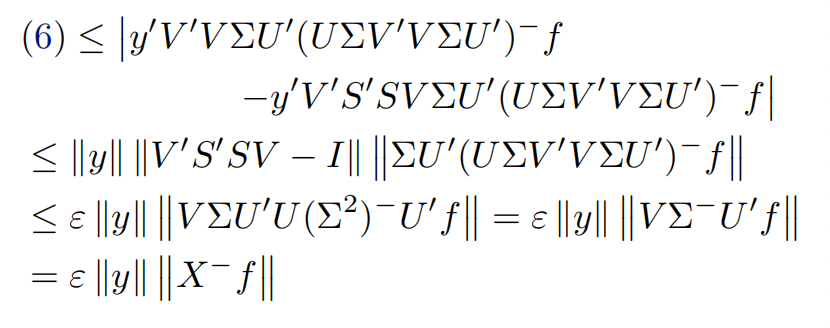 (6) ≤ |y′V′VΣU′(UΣV′VΣU′)⁻f
−y′V′S′SVΣU′(UΣV′VΣU′)⁻f|
≤ ‖y‖ ‖V′S′SV − I‖ ‖ΣU′(UΣV′VΣU′)⁻f‖
≤ ε ‖y‖ ‖VΣU′U(Σ²)⁻U′f‖ = ε ‖y‖ ‖VΣ⁻U′f‖
= ε ‖y‖ ‖X⁻f‖